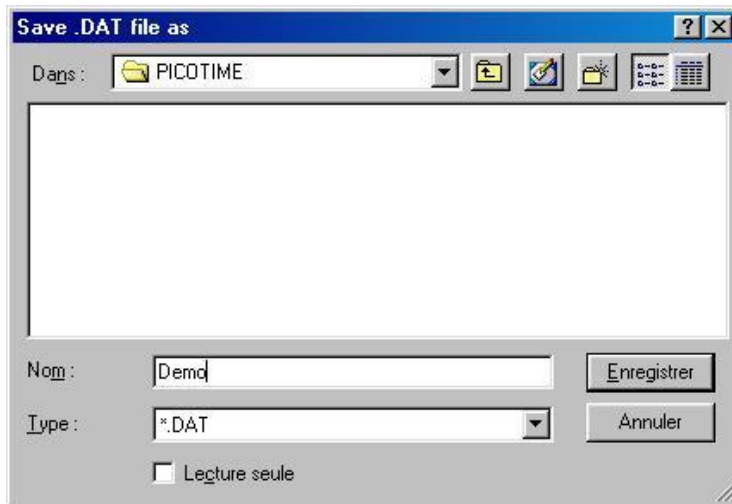 Save .DAT file as
Dans : PICOTIME
Nom : Demo Enregistrer
Type : *.DAT Annuler
Lecture seule